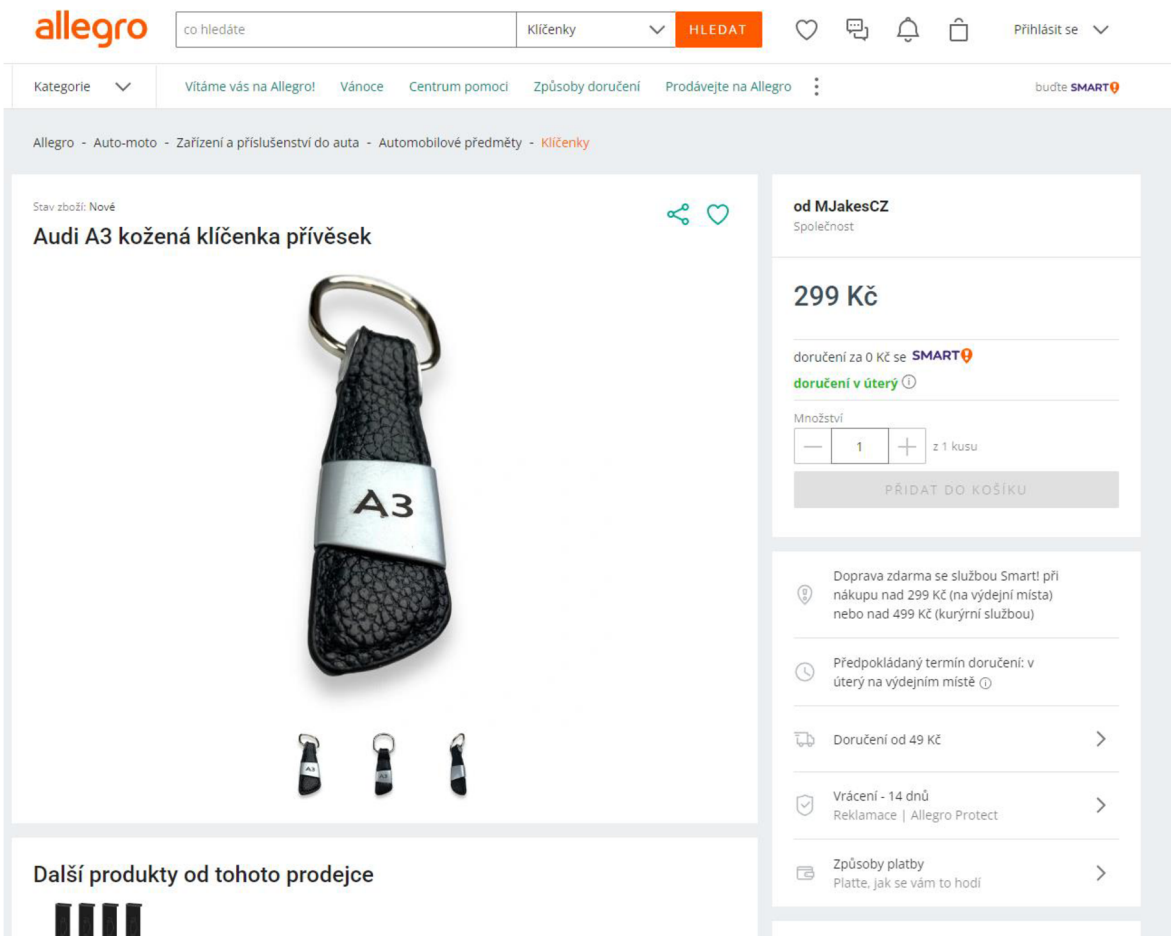 allegro
co hledáte
Klíčenky
HLEDAT
Přihlásit se
Kategorie
Vítáme vás na Allegro!
Vánoce
Centrum pomoci
Způsoby doručení
Prodávejte na Allegro
buďte SMART!
Allegro - Auto-moto - Zařízení a příslušenství do auta - Automobilové předměty - Klíčenky
Stav zboží: Nové
Audi A3 kožená klíčenka přívěsek
A3
A3
A3
Další produkty od tohoto prodejce
od MJakesCZ
Společnost
299 Kč
doručení za 0 Kč se SMART!
doručení v úterý
Množství
1
z 1 kusu
PŘIDAT DO KOŠÍKU
Doprava zdarma se službou Smart! při
nákupu nad 299 Kč (na výdejní místa)
nebo nad 499 Kč (kurýrní službou)
Předpokládaný termín doručení: v
úterý na výdejním místě
Doručení od 49 Kč
Vrácení - 14 dnů
Reklamace | Allegro Protect
Způsoby platby
Platte, jak se vám to hodí